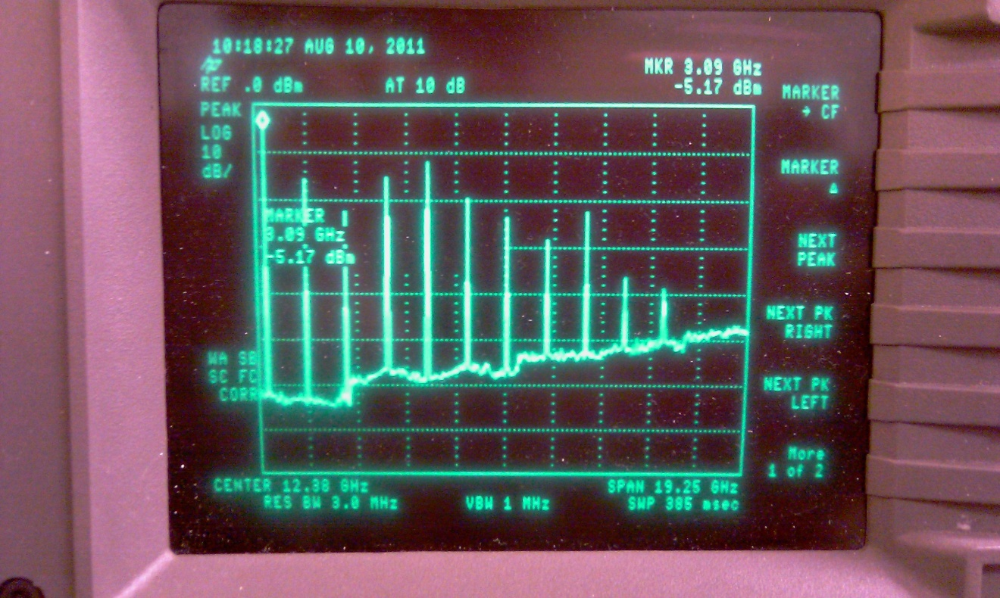 10:18:27 AUG 10, 2011
hp
REF .0 dBm AT 10 dB
MKR 3.09 GHz
-5.17 dBm
PEAK
LOG
10
dB/
MARKER
3.09 GHz
-5.17 dBm
WA SB
SC FC
CORR
CENTER 12.38 GHz SPAN 19.25 GHz
RES BW 3.0 MHz VBW 1 MHz SWP 385 msec
MARKER
→ CF
MARKER
Δ
NEXT
PEAK
NEXT PK
RIGHT
NEXT PK
LEFT
More
1 of 2